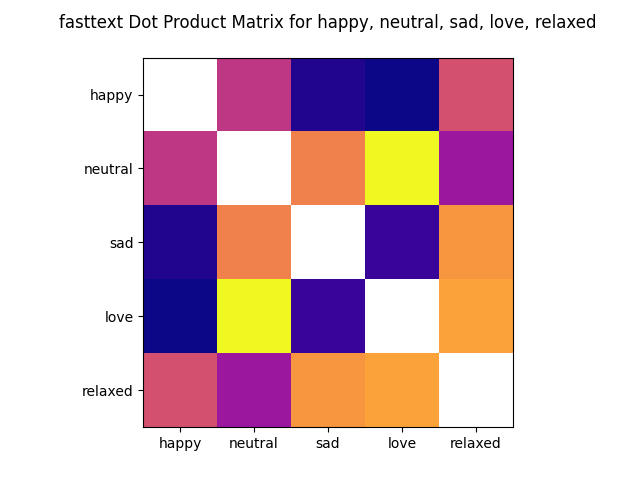 fasttext Dot Product Matrix for happy, neutral, sad, love, relaxed
happy
neutral
sad
love
relaxed
happy neutral sad love relaxed